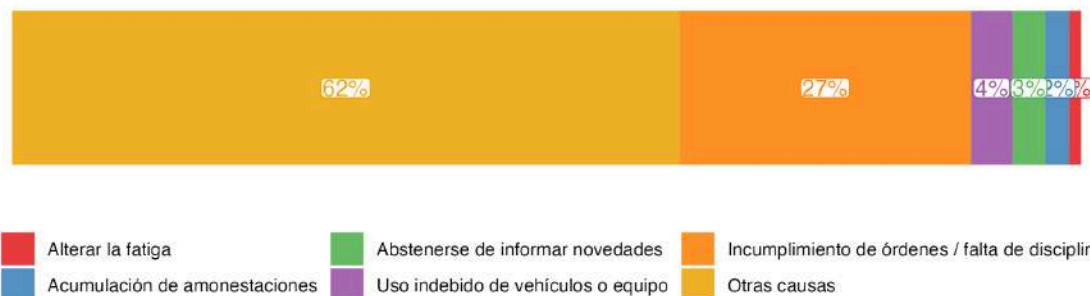 62% 27% 4% 3% 2% %
Alterar la fatiga Abstenerse de informar novedades Incumplimiento de órdenes / falta de disciplin
Acumulación de amonestaciones Uso indebido de vehículos o equipo Otras causas